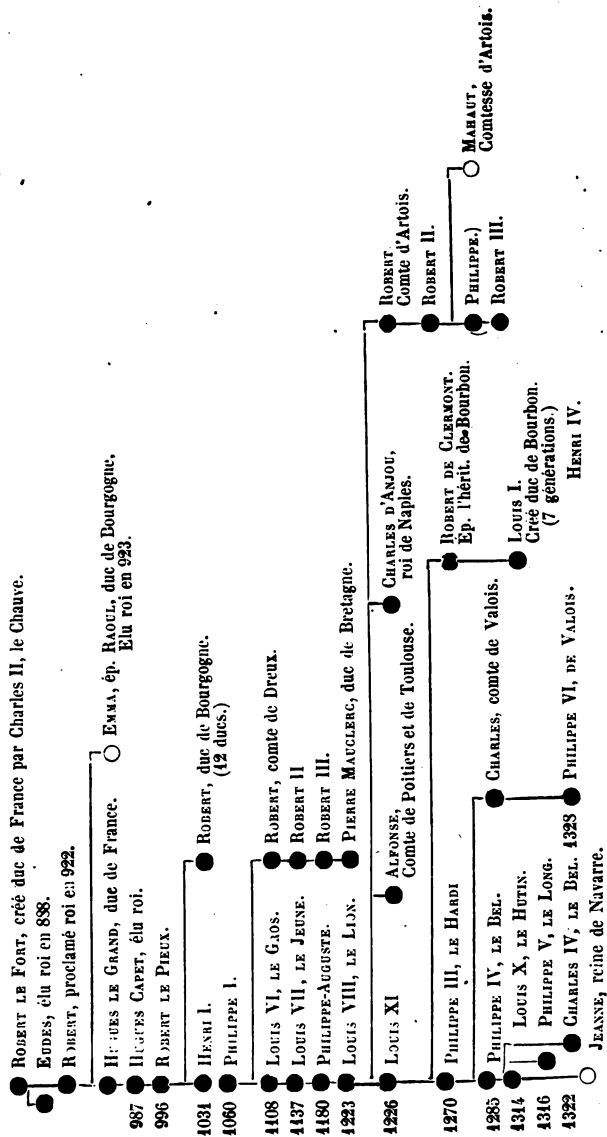 ROBERT LE FORT, créé duc de France par Charles II, le Chauve.
EUDES, élu roi en 888.
ROBERT, proclamé roi en 922.
HUGUES LE GRAND, duc de France.
EMMA, ép. RAOUL, duc de Bourgogne,
Elu roi en 923.
987 HUGUES CAPET, élu roi.
996 ROBERT LE PIEUX.
1031 HENRI I.
ROBERT, duc de Bourgogne.
(12 ducs.)
1060 PHILIPPE I.
1108 LOUIS VI, LE GROS.
ROBERT, comte de Dreux.
1137 LOUIS VII, LE JEUNE.
ROBERT II
1180 PHILIPPE-AUGUSTE.
ROBERT III.
1223 LOUIS VIII, LE LION.
PIERRE MAUCLERC, duc de Bretagne.
1226 LOUIS XI
ALFONSE,
Comte de Poitiers et de Toulouse.
CHARLES D'ANJOU,
roi de Naples.
ROBERT
Comte d'Artois.
ROBERT II.
(PHILIPPE.)
ROBERT III.
MAHAUT,
Comtesse d'Artois.
1270 PHILIPPE III, LE HARDI
ROBERT DE CLERMONT.
Ep. l'hérit. de Bourbon.
1285 PHILIPPE IV, LE BEL.
CHARLES, comte de Valois.
1314 LOUIS X, LE HUTIN.
LOUIS I.
Créé duc de Bourbon.
(7 générations.)
HENRI IV.
1316 PHILIPPE V, LE LONG.
1322 CHARLES IV, LE BEL.
1328 PHILIPPE VI, DE VALOIS.
JEANNE, reine de Navarre.